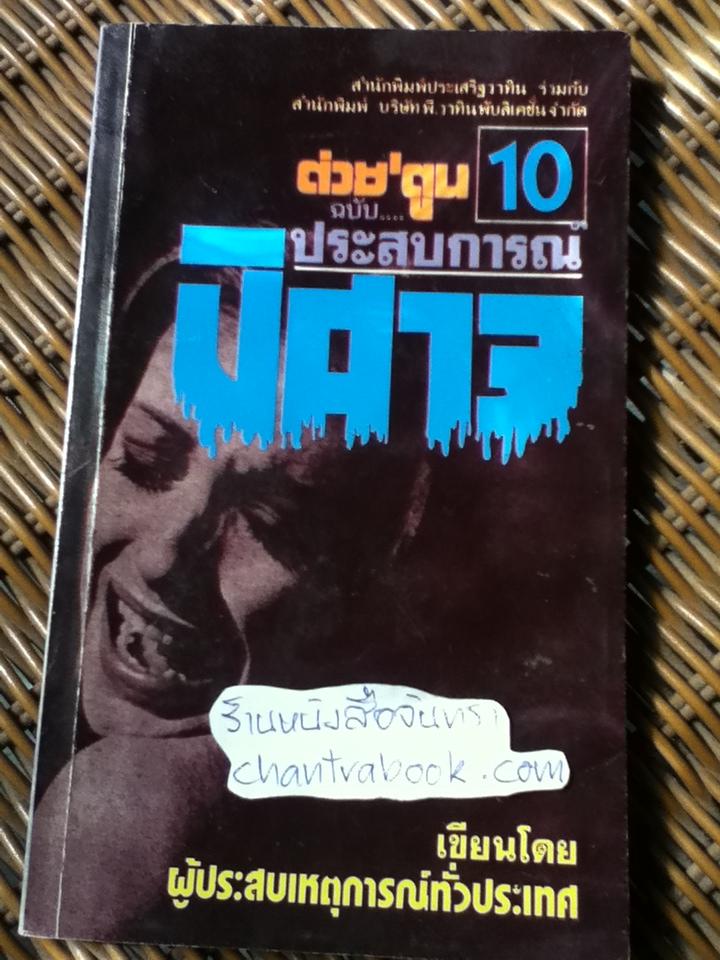 สำนักพิมพ์ประเสริฐวาทิน ร่วมกับ
สำนักพิมพ์ บริษัทพี.วาทินพับลิเคชั่นจำกัด
ต่วย'ตูน 10
ฉบับ....
ประสบการณ์
ปิศาจ
ร้านหนังสือจันทรา
chantrabook.com
เขียนโดย
ผู้ประสบเหตุการณ์ทั่วประเทศ